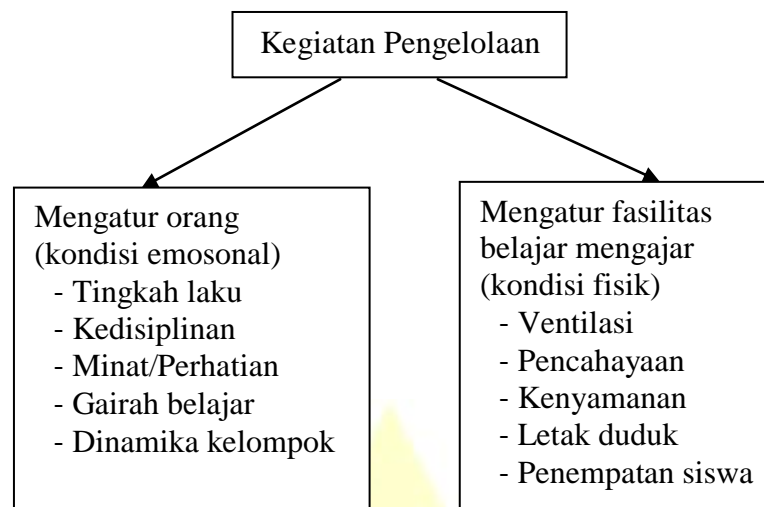 Kegiatan Pengelolaan
Mengatur orang
(kondisi emosonal)
- Tingkah laku
- Kedisiplinan
- Minat/Perhatian
- Gairah belajar
- Dinamika kelompok
Mengatur fasilitas
belajar mengajar
(kondisi fisik)
- Ventilasi
- Pencahayaan
- Kenyamanan
- Letak duduk
- Penempatan siswa